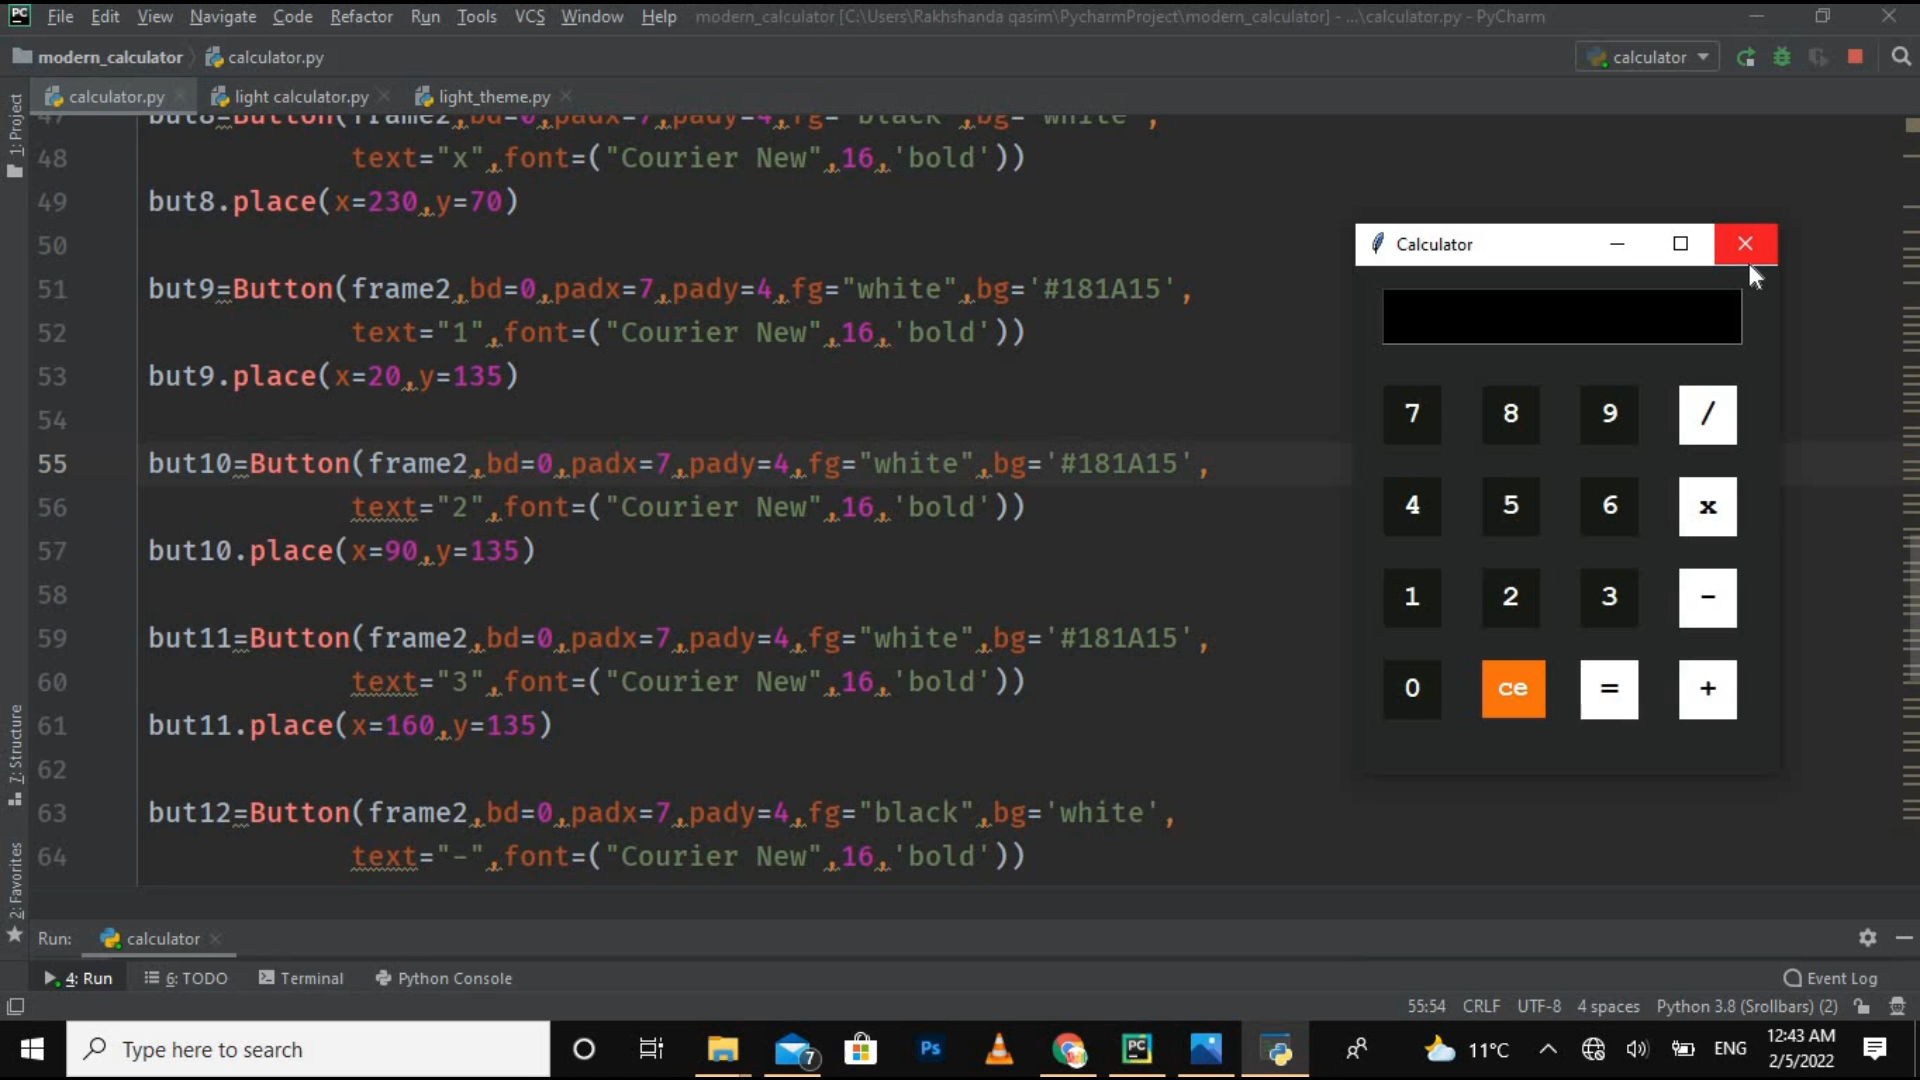 PC File Edit View Navigate Code Refactor Run Tools VCS Window Help modern_calculator [C:\Users\Rakhshanda qasim\PycharmProject\modern_calculator] - ...\calculator.py - PyCharm
modern_calculator calculator.py calculator
calculator.py light calculator.py light_theme.py
1: Project
47 but8=Button(frame2,bd=0,padx=7,pady=4,fg="black",bg='white',
48 text="x",font=("Courier New",16,'bold'))
49 but8.place(x=230,y=70)
50
51 but9=Button(frame2,bd=0,padx=7,pady=4,fg="white",bg='#181A15',
52 text="1",font=("Courier New",16,'bold'))
53 but9.place(x=20,y=135)
54
55 but10=Button(frame2,bd=0,padx=7,pady=4,fg="white",bg='#181A15',
56 text="2",font=("Courier New",16,'bold'))
57 but10.place(x=90,y=135)
58
59 but11=Button(frame2,bd=0,padx=7,pady=4,fg="white",bg='#181A15',
60 text="3",font=("Courier New",16,'bold'))
61 but11.place(x=160,y=135)
62
63 but12=Button(frame2,bd=0,padx=7,pady=4,fg="black",bg='white',
64 text="-",font=("Courier New",16,'bold'))
Calculator
7 8 9 /
4 5 6 x
1 2 3 -
0 ce = +
7: Structure
2: Favorites
Run: calculator
4: Run 6: TODO Terminal Python Console Event Log
55:54 CRLF UTF-8 4 spaces Python 3.8 (Srollbars) (2)
Type here to search 7 Ps PC 11°C ENG 12:43 AM
2/5/2022